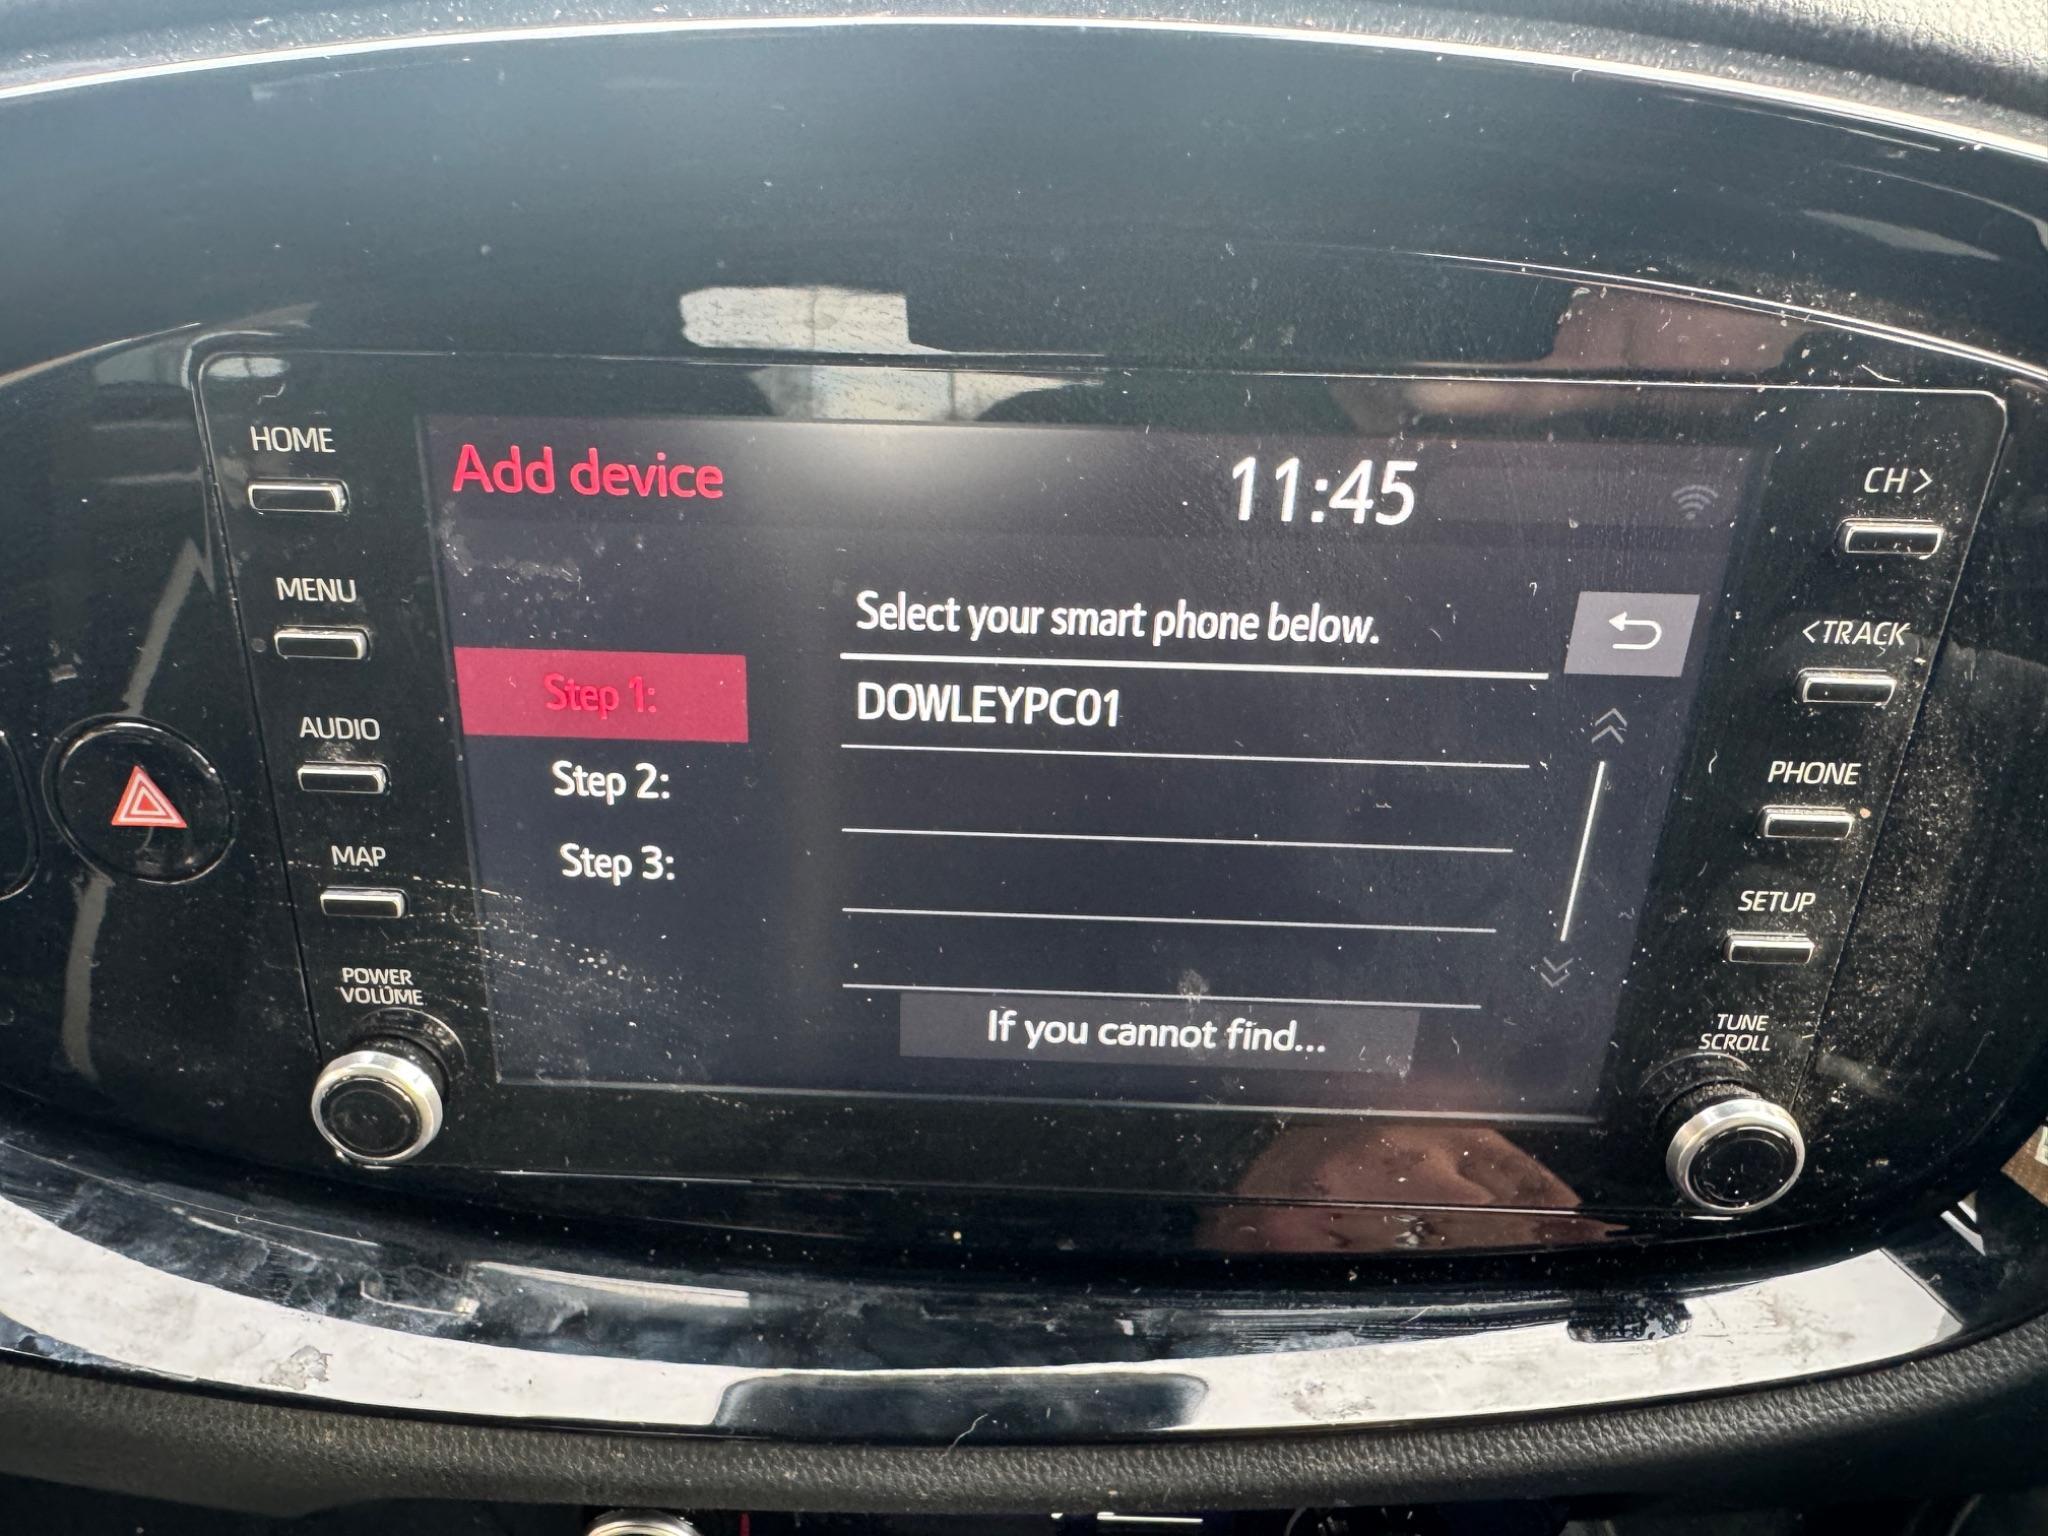 HOME
MENU
AUDIO
MAP
POWER
VOLUME
Add device
11:45
Select your smart phone below.
Step 1:
DOWLEYPC01
Step 2:
Step 3:
If you cannot find...
CH>
<TRACK
PHONE
SETUP
TUNE
SCROLL